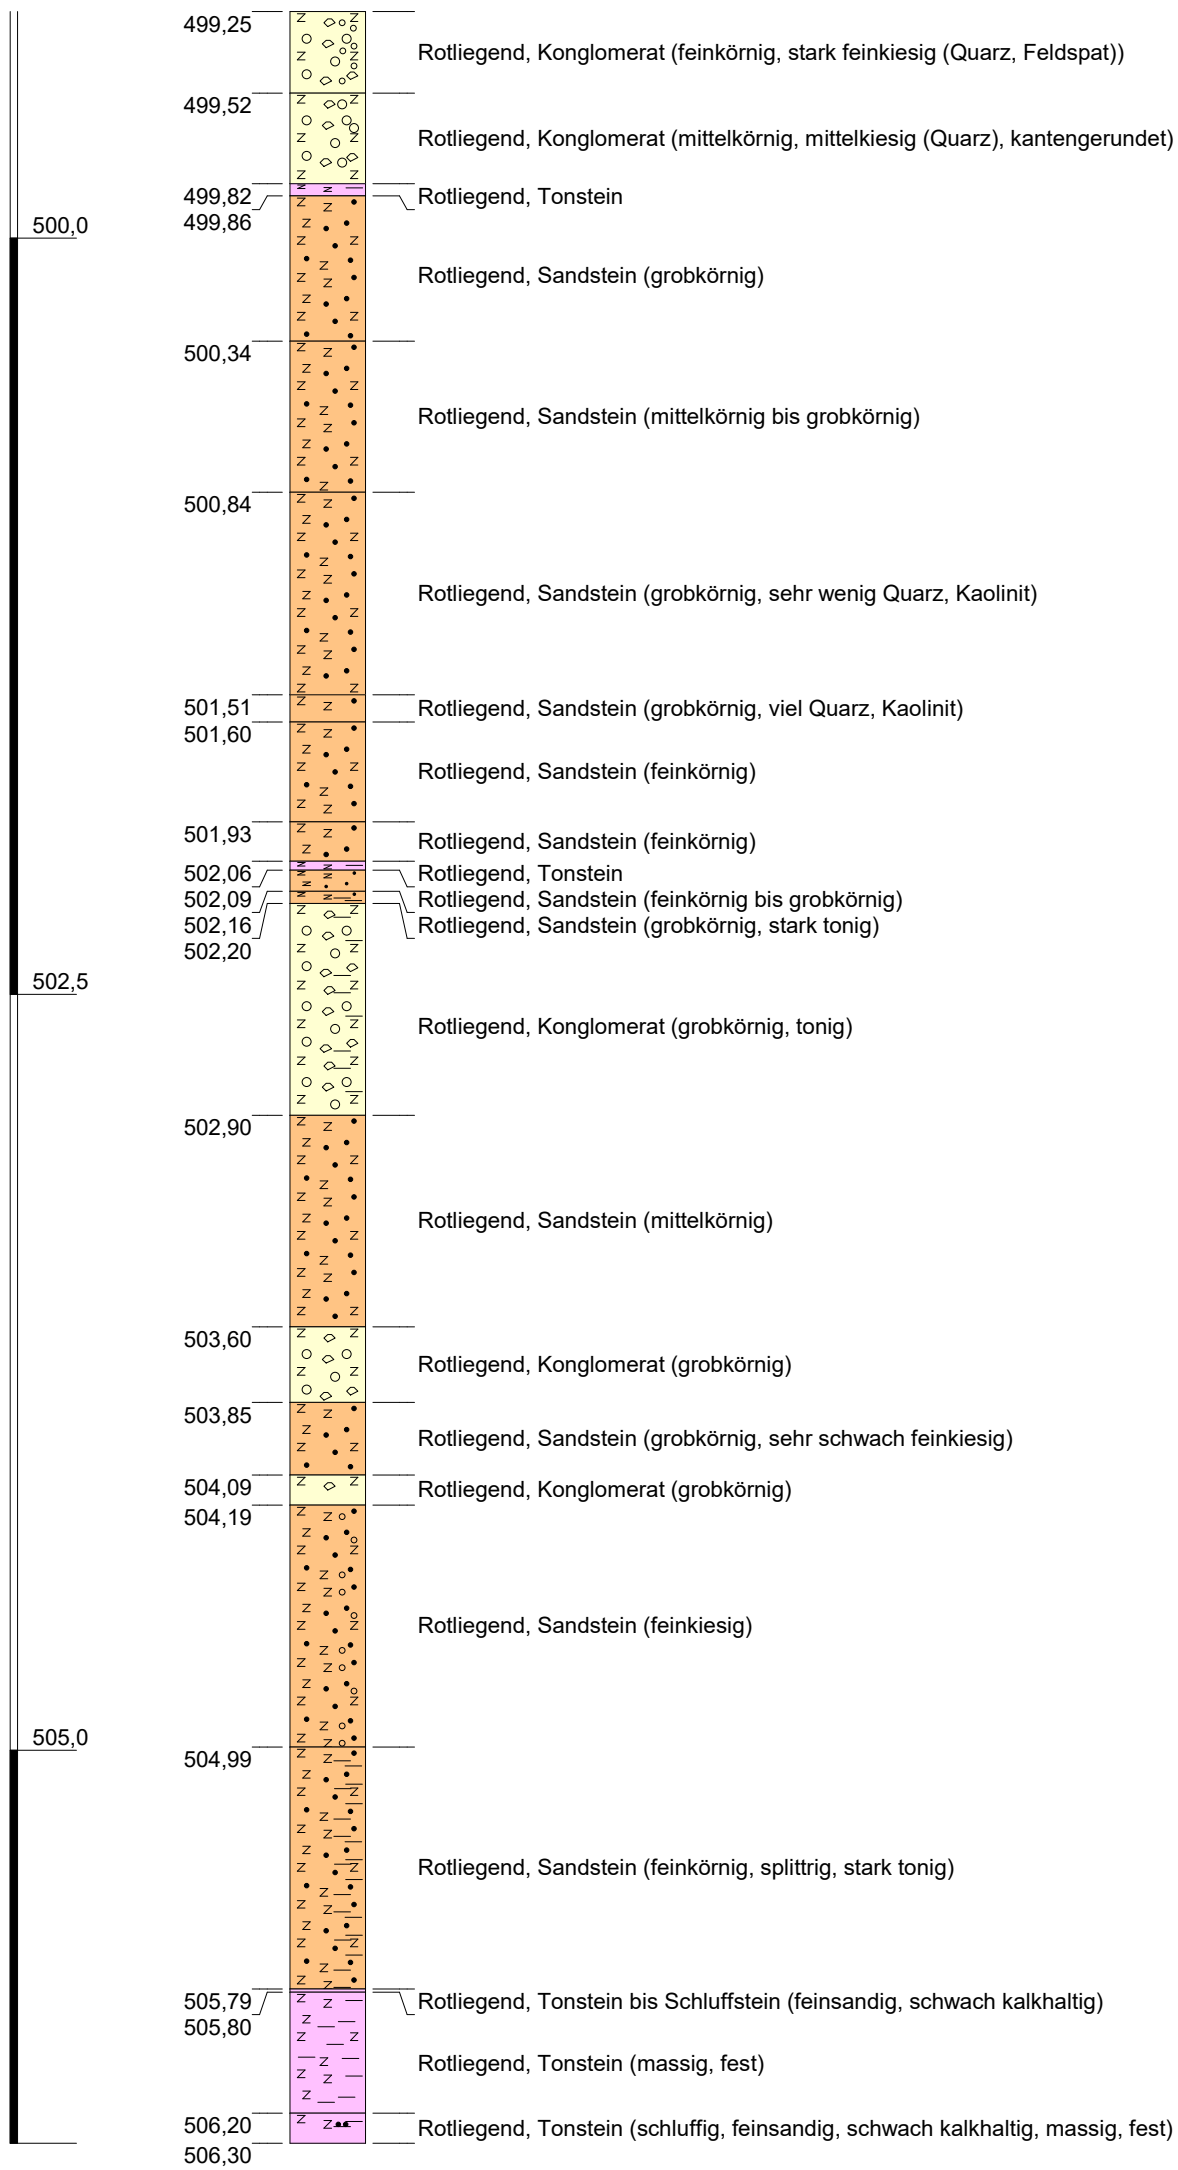 499,25
Rotliegend, Konglomerat (feinkörnig, stark feinkiesig (Quarz, Feldspat))
499,52
Rotliegend, Konglomerat (mittelkörnig, mittelkiesig (Quarz), kantengerundet)
499,82
Rotliegend, Tonstein
499,86
500,0
Rotliegend, Sandstein (grobkörnig)
500,34
Rotliegend, Sandstein (mittelkörnig bis grobkörnig)
500,84
Rotliegend, Sandstein (grobkörnig, sehr wenig Quarz, Kaolinit)
501,51
Rotliegend, Sandstein (grobkörnig, viel Quarz, Kaolinit)
501,60
Rotliegend, Sandstein (feinkörnig)
501,93
Rotliegend, Sandstein (feinkörnig)
502,06
Rotliegend, Tonstein
502,09
Rotliegend, Sandstein (feinkörnig bis grobkörnig)
502,16
Rotliegend, Sandstein (grobkörnig, stark tonig)
502,20
502,5
Rotliegend, Konglomerat (grobkörnig, tonig)
502,90
Rotliegend, Sandstein (mittelkörnig)
503,60
Rotliegend, Konglomerat (grobkörnig)
503,85
Rotliegend, Sandstein (grobkörnig, sehr schwach feinkiesig)
504,09
Rotliegend, Konglomerat (grobkörnig)
504,19
Rotliegend, Sandstein (feinkiesig)
505,0
504,99
Rotliegend, Sandstein (feinkörnig, splittrig, stark tonig)
505,79
Rotliegend, Tonstein bis Schluffstein (feinsandig, schwach kalkhaltig)
505,80
Rotliegend, Tonstein (massig, fest)
506,20
Rotliegend, Tonstein (schluffig, feinsandig, schwach kalkhaltig, massig, fest)
506,30